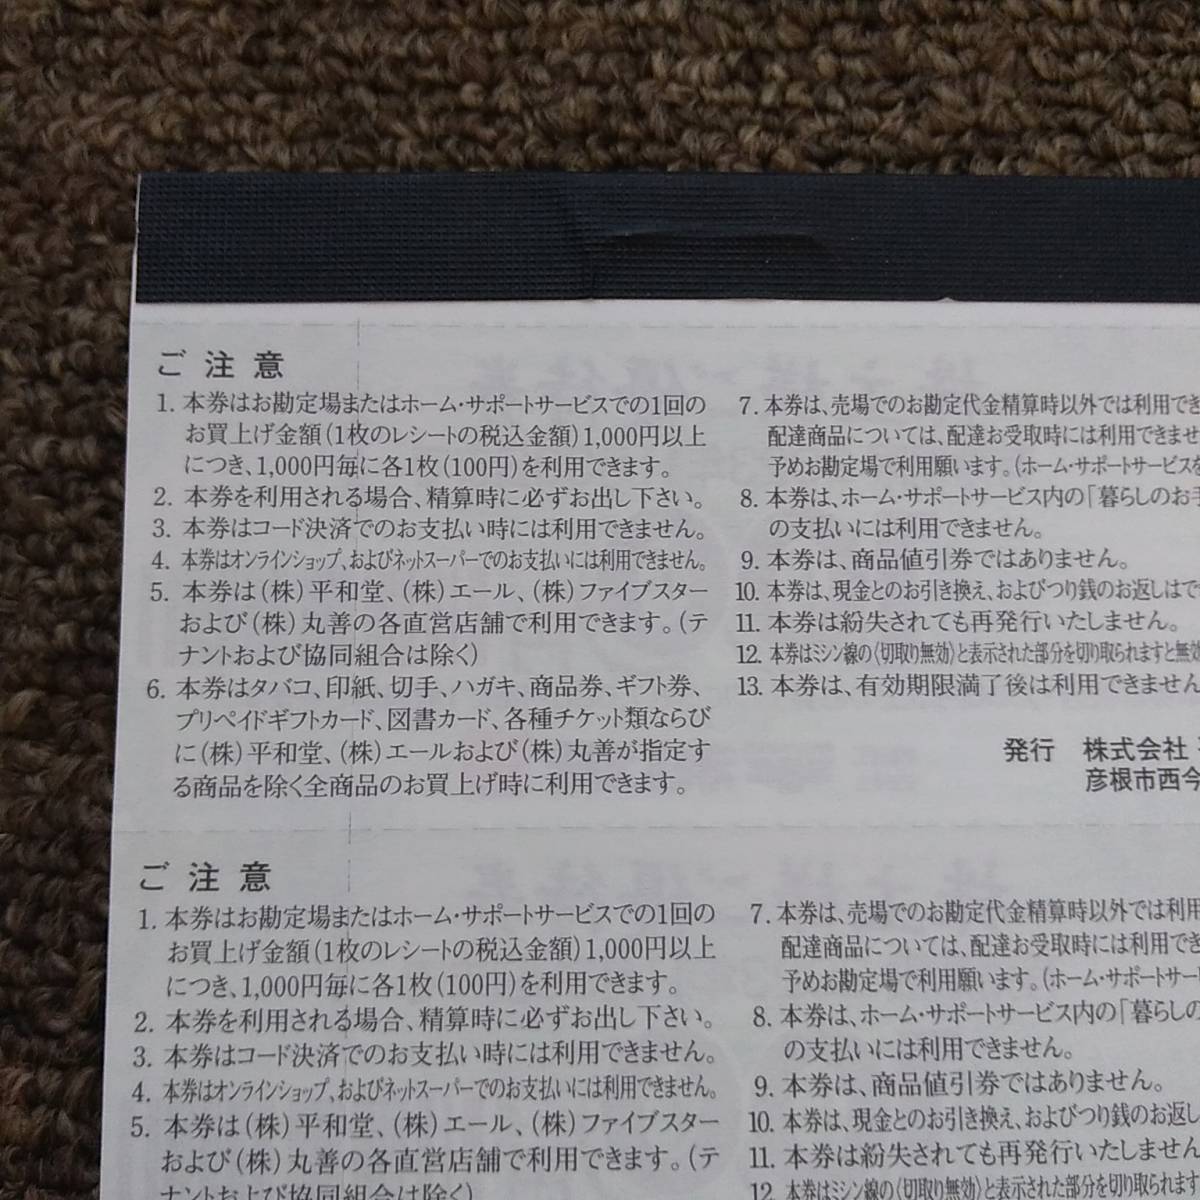 ご注意
1. 本券はお勘定場またはホーム・サポートサービスでの1回の
お買上げ金額(1枚のレシートの税込金額)1,000円以上
につき、1,000円毎に各1枚(100円)を利用できます。
2. 本券を利用される場合、精算時に必ずお出し下さい。
3. 本券はコード決済でのお支払い時には利用できません。
4. 本券はオンラインショップ、およびネットスーパーでのお支払いには利用できません。
5. 本券は(株)平和堂、(株)エール、(株)ファイブスター
および(株)丸善の各直営店舗で利用できます。(テ
ナントおよび協同組合は除く)
6. 本券はタバコ、印紙、切手、ハガキ、商品券、ギフト券、
プリペイドギフトカード、図書カード、各種チケット類ならび
に(株)平和堂、(株)エールおよび(株)丸善が指定す
る商品を除く全商品のお買上げ時に利用できます。
7. 本券は、売場でのお勘定代金精算時以外では利用でき
配達商品については、配達お受取時には利用できませ
予めお勘定場で利用願います。(ホーム・サポートサービスを
8. 本券は、ホーム・サポートサービス内の「暮らしのお手
の支払いには利用できません。
9. 本券は、商品値引券ではありません。
10. 本券は、現金とのお引き換え、およびつり銭のお返しはで
11. 本券は紛失されても再発行いたしません。
12. 本券はミシン線の〈切取り無効〉と表示された部分を切り取られますと無効
13. 本券は、有効期限満了後は利用できません
発行 株式会社
彦根市西今
ご注意
1. 本券はお勘定場またはホーム・サポートサービスでの1回の
お買上げ金額(1枚のレシートの税込金額)1,000円以上
につき、1,000円毎に各1枚(100円)を利用できます。
2. 本券を利用される場合、精算時に必ずお出し下さい。
3. 本券はコード決済でのお支払い時には利用できません。
4. 本券はオンラインショップ、およびネットスーパーでのお支払いには利用できません。
5. 本券は(株)平和堂、(株)エール、(株)ファイブスター
および(株)丸善の各直営店舗で利用できます。(テ
ナントおよび協同組合は除く)
7. 本券は、売場でのお勘定代金精算時以外では利用
配達商品については、配達お受取時には利用でき
予めお勘定場で利用願います。(ホーム・サポートサー
8. 本券は、ホーム・サポートサービス内の「暮らしの
の支払いには利用できません。
9. 本券は、商品値引券ではありません。
10. 本券は、現金とのお引き換え、およびつり銭のお返し
11. 本券は紛失されても再発行いたしません
12. 本券はミシン線の〈切取り無効〉と表示された部分を切り取られます